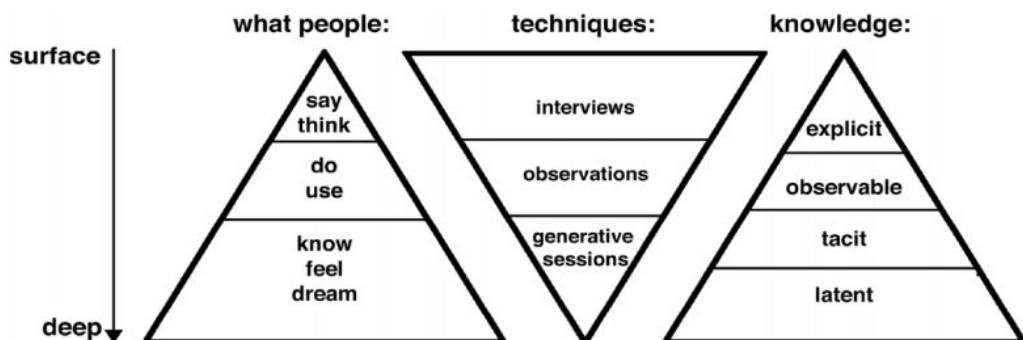 what people:
techniques:
knowledge:
surface
say
think
do
use
know
feel
dream
interviews
observations
generative
sessions
explicit
observable
tacit
latent
deep